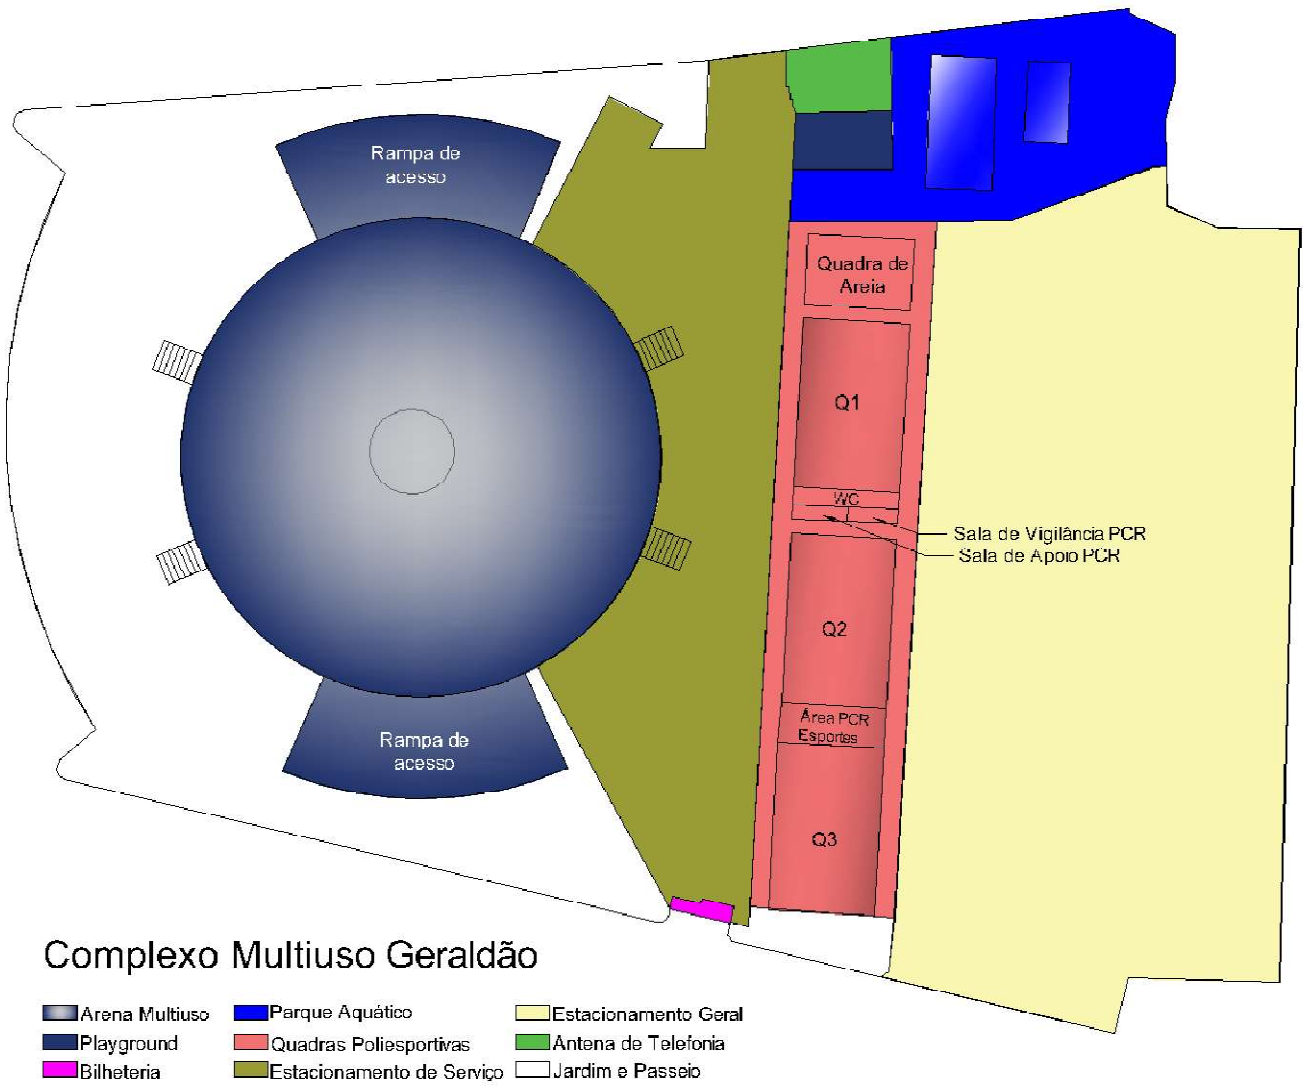 Rampa de
acesso
Quadra de
Areia
Q1
WC
Sala de Vigilância PCR
Sala de Apoio PCR
Q2
Área PCR
Esportes
Rampa de
acesso
Q3
Complexo Multiuso Geraldão
Arena Multiuso
Parque Aquático
Estacionamento Geral
Playground
Quadras Poliesportivas
Antena de Telefonia
Bilheteria
Estacionamento de Serviço
Jardim e Passeio